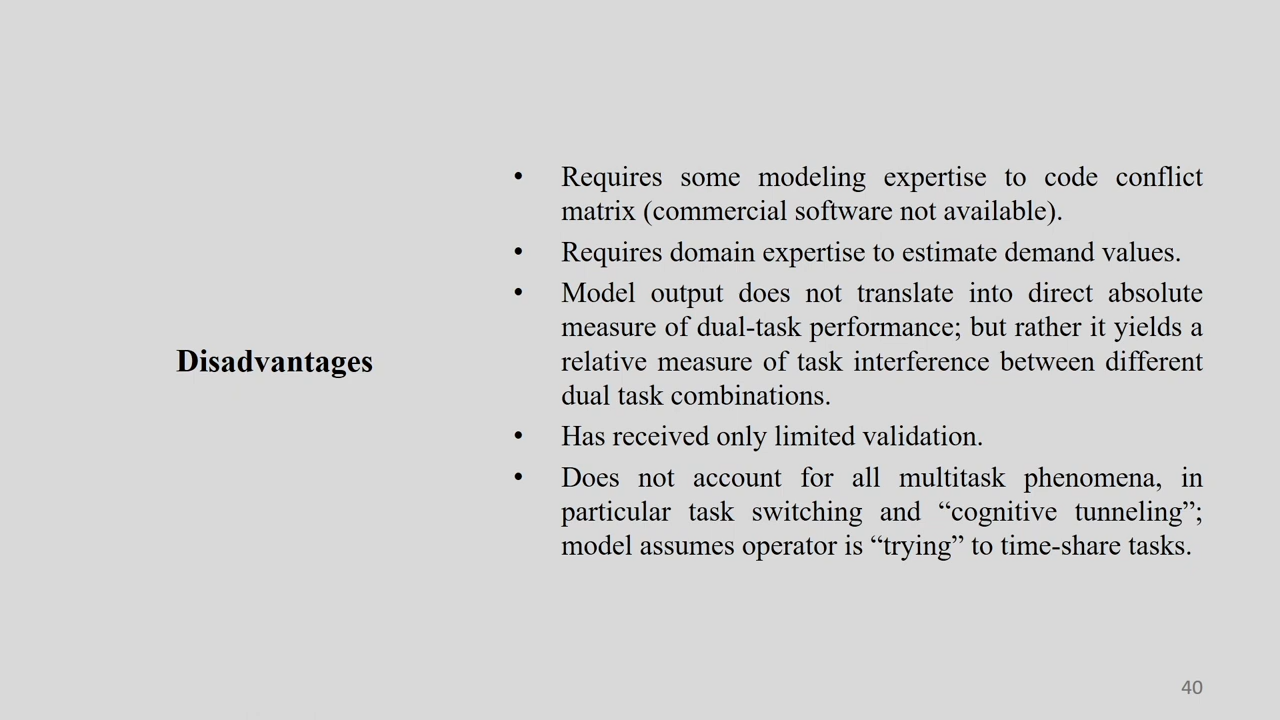 Disadvantages
• Requires some modeling expertise to code conflict
matrix (commercial software not available).
• Requires domain expertise to estimate demand values.
• Model output does not translate into direct absolute
measure of dual-task performance; but rather it yields a
relative measure of task interference between different
dual task combinations.
• Has received only limited validation.
• Does not account for all multitask phenomena, in
particular task switching and “cognitive tunneling”;
model assumes operator is “trying” to time-share tasks.
40